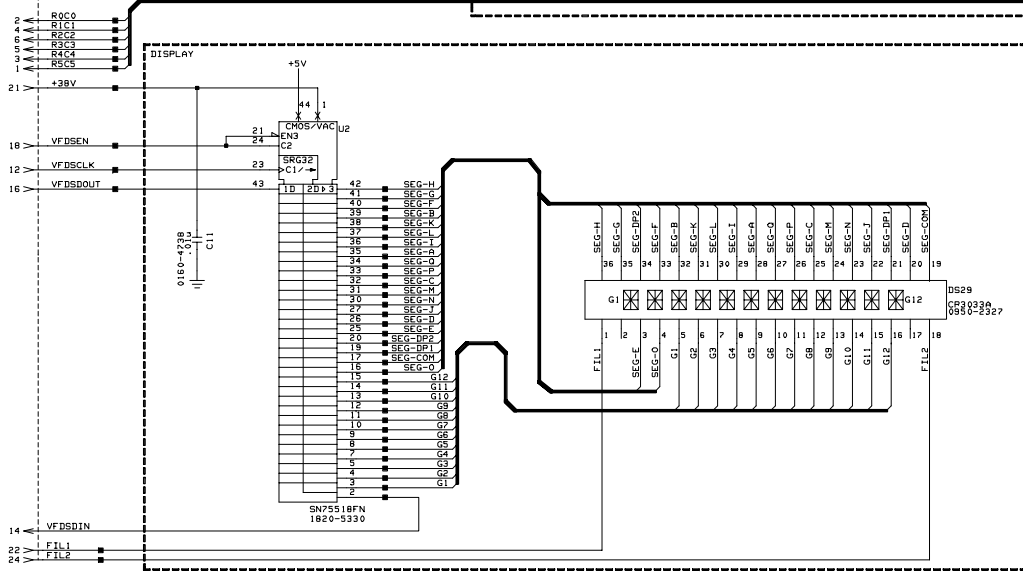 2 R0C0
4 R1C1
6 R2C2
5 R3C3
3 R4C4
1 R5C5
21 +38V
18 VFDSEN
12 VFDSCLK
16 VFDSDOUT
14 VFDSDIN
22 FIL1
24 FIL2
DISPLAY
+5V
44 1
CMOS/VAC U2
21 EN3
24 C2
SRG32
23 C1/
43 1D 2D 3
0160-4738
.01u
C11
42 SEG-H
41 SEG-G
40 SEG-F
39 SEG-B
38 SEG-K
37 SEG-L
36 SEG-I
35 SEG-A
34 SEG-Q
33 SEG-P
32 SEG-C
31 SEG-M
30 SEG-N
27 SEG-J
26 SEG-D
25 SEG-E
20 SEG-DP2
19 SEG-DP1
17 SEG-COM
16 SEG-O
15 G12
14 G11
13 G10
12 G9
11 G8
10 G7
9 G6
8 G5
7 G4
5 G3
4 G2
3 G1
2
SN75518FN
1820-5330
SEG-H SEG-G SEG-DP2 SEG-F SEG-B SEG-K SEG-L SEG-I SEG-A SEG-Q SEG-P SEG-C SEG-M SEG-N SEG-J SEG-DP1 SEG-D SEG-COM
36 35 34 33 32 31 30 29 28 27 26 25 24 23 22 21 20 19
G1 G12
DS29
CP3033A
0950-2327
1 2 3 4 5 6 7 8 9 10 11 12 13 14 15 16 17 18
FIL1 SEG-E SEG-O G1 G2 G3 G4 G5 G6 G7 G8 G9 G10 G11 G12 FIL2